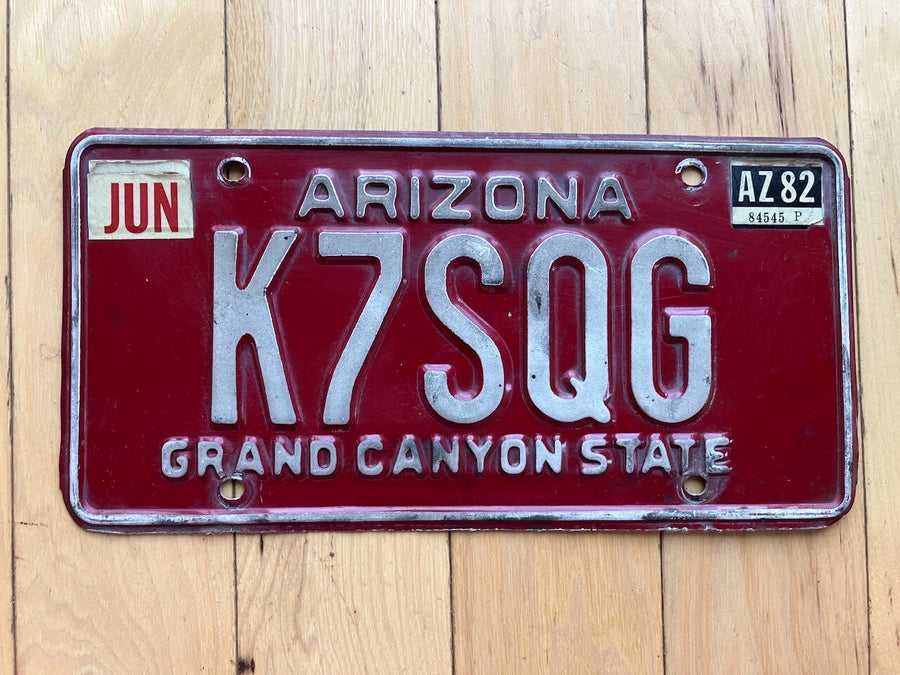 JUN
ARIZONA
AZ 82
84545 P
K7SQG
GRAND CANYON STATE